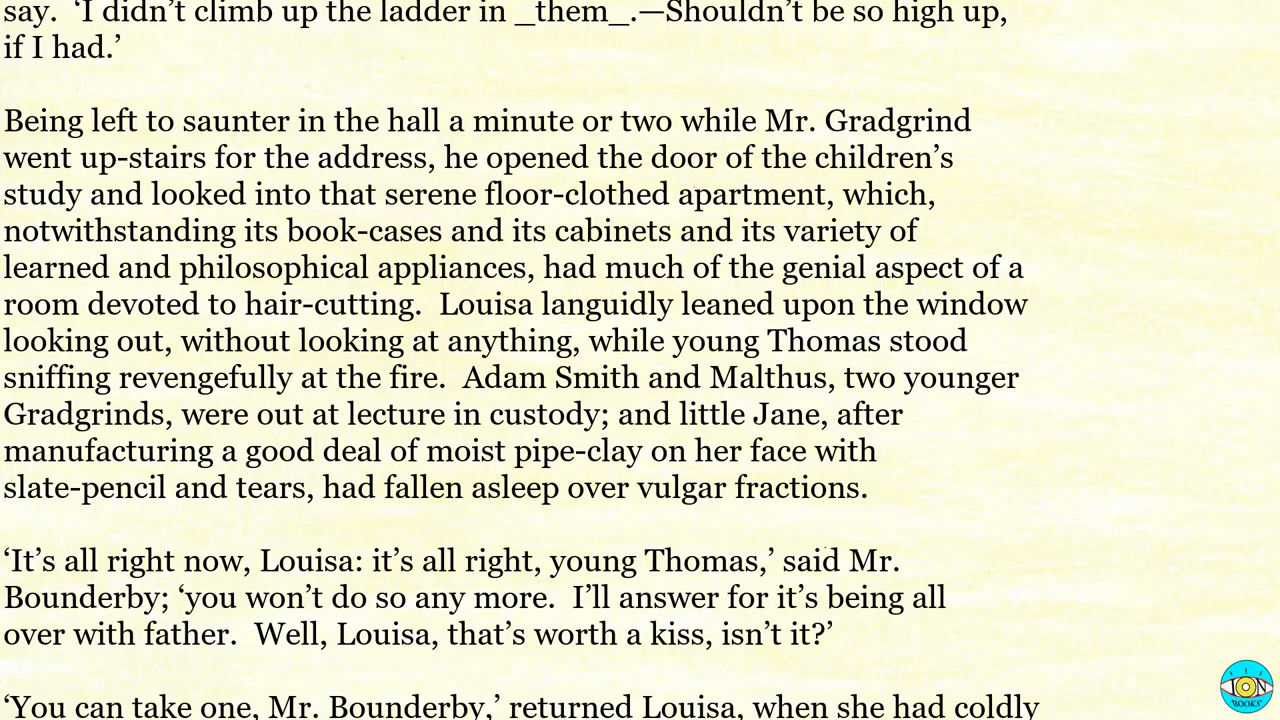 say.  ‘I didn’t climb up the ladder in _them_.—Shouldn’t be so high up,
if I had.’
Being left to saunter in the hall a minute or two while Mr. Gradgrind
went up-stairs for the address, he opened the door of the children’s
study and looked into that serene floor-clothed apartment, which,
notwithstanding its book-cases and its cabinets and its variety of
learned and philosophical appliances, had much of the genial aspect of a
room devoted to hair-cutting.  Louisa languidly leaned upon the window
looking out, without looking at anything, while young Thomas stood
sniffing revengefully at the fire.  Adam Smith and Malthus, two younger
Gradgrinds, were out at lecture in custody; and little Jane, after
manufacturing a good deal of moist pipe-clay on her face with
slate-pencil and tears, had fallen asleep over vulgar fractions.
‘It’s all right now, Louisa: it’s all right, young Thomas,’ said Mr.
Bounderby; ‘you won’t do so any more.  I’ll answer for it’s being all
over with father.  Well, Louisa, that’s worth a kiss, isn’t it?’
‘You can take one, Mr. Bounderby,’ returned Louisa, when she had coldly
ION
BOOKS